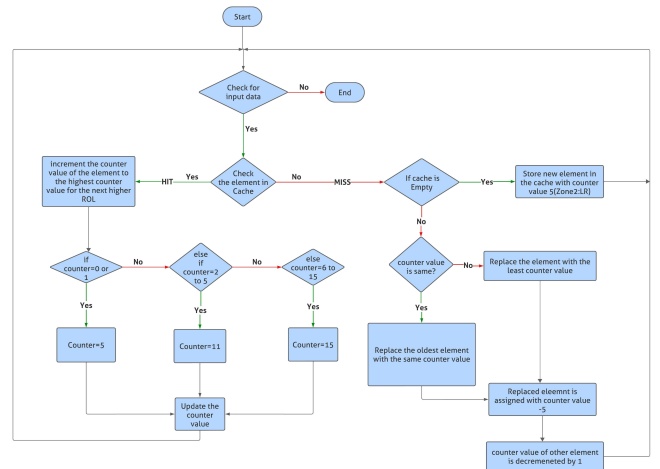 Start
Check for
input data
No
End
Yes
increment the counter
value of the element to
the highest counter
value for the next higher
ROL
HIT
Yes
Check
the element in
Cache
No
MISS
If cache is
Empty
Yes
Store new element in
the cache with counter
value 5(Zone2:LR)
No
if
counter=0 or
1
No
else
if
counter=2
to 5
No
else
counter=6 to
15
counter value
is same?
No
Replace the element with the
least counter value
Yes
Yes
Yes
Yes
Counter=5
Counter=11
Counter=15
Replace the oldest element
with the same counter value
Update the
counter
value
Replaced eleemnt is
assigned with counter value
-5
counter value of other element
is decremeneted by 1